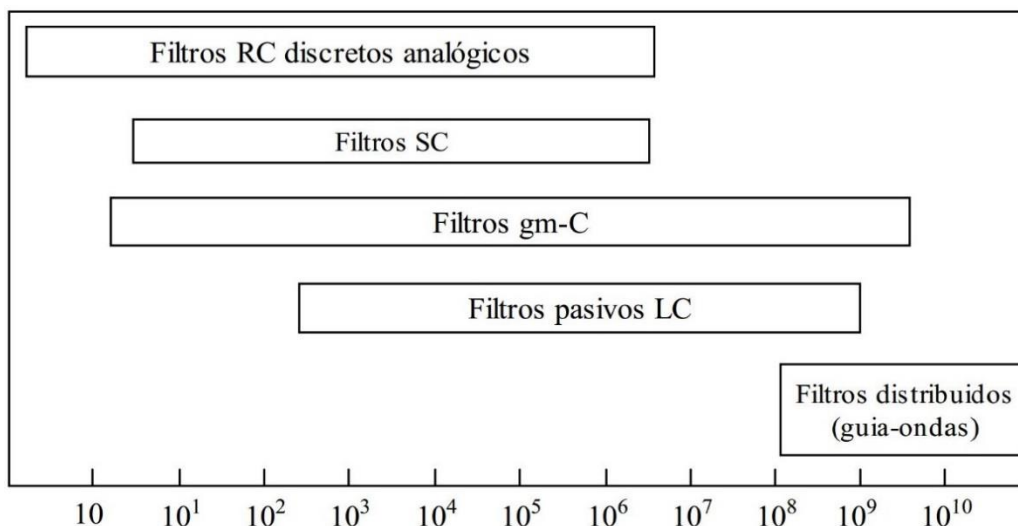 Filtros RC discretos analógicos
Filtros SC
Filtros gm-C
Filtros pasivos LC
Filtros distribuidos
(guia-ondas)
10 10¹ 10² 10³ 10⁴ 10⁵ 10⁶ 10⁷ 10⁸ 10⁹ 10¹⁰